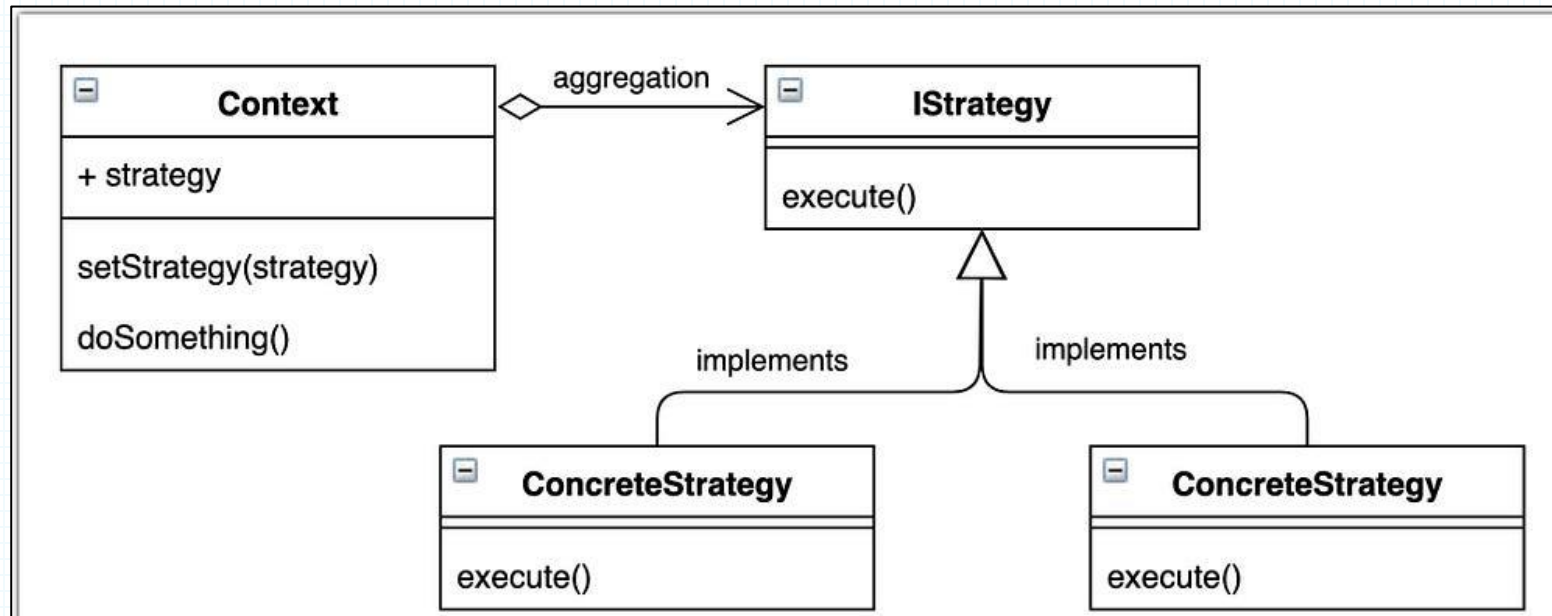 Context
+ strategy
setStrategy(strategy)
doSomething()
aggregation
IStrategy
execute()
implements
implements
ConcreteStrategy
execute()
ConcreteStrategy
execute()